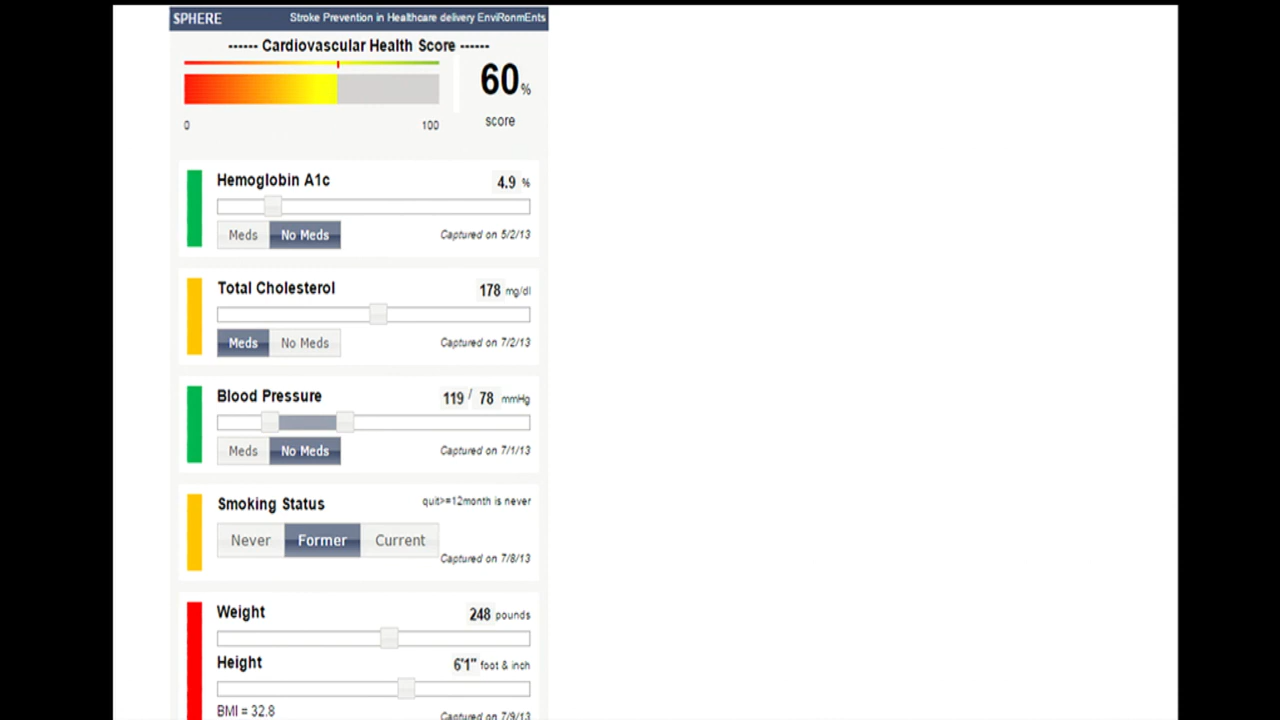 SPHERE Stroke Prevention in Healthcare delivery EnviRonmEnts
------ Cardiovascular Health Score ------
60 %
0 100 score
Hemoglobin A1c 4.9 %
Meds No Meds Captured on 5/2/13
Total Cholesterol 178 mg/dl
Meds No Meds Captured on 7/2/13
Blood Pressure 119 / 78 mmHg
Meds No Meds Captured on 7/1/13
Smoking Status quit>=12month is never
Never Former Current
Captured on 7/8/13
Weight 248 pounds
Height 6'1" foot & inch
BMI = 32.8 Captured on 7/9/13